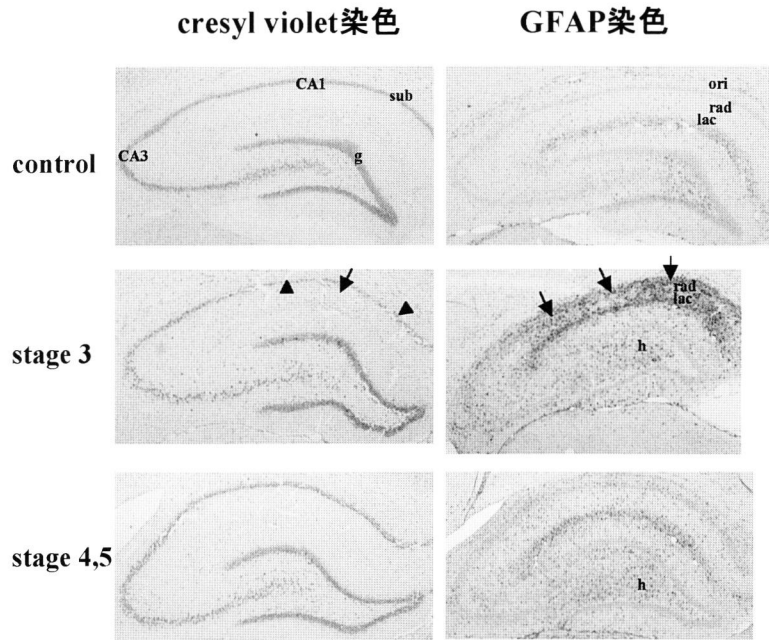 cresyl violet染色 GFAP染色
control
CA1
sub
CA3
g
ori
rad
lac
stage 3
rad
lac
h
stage 4,5
h